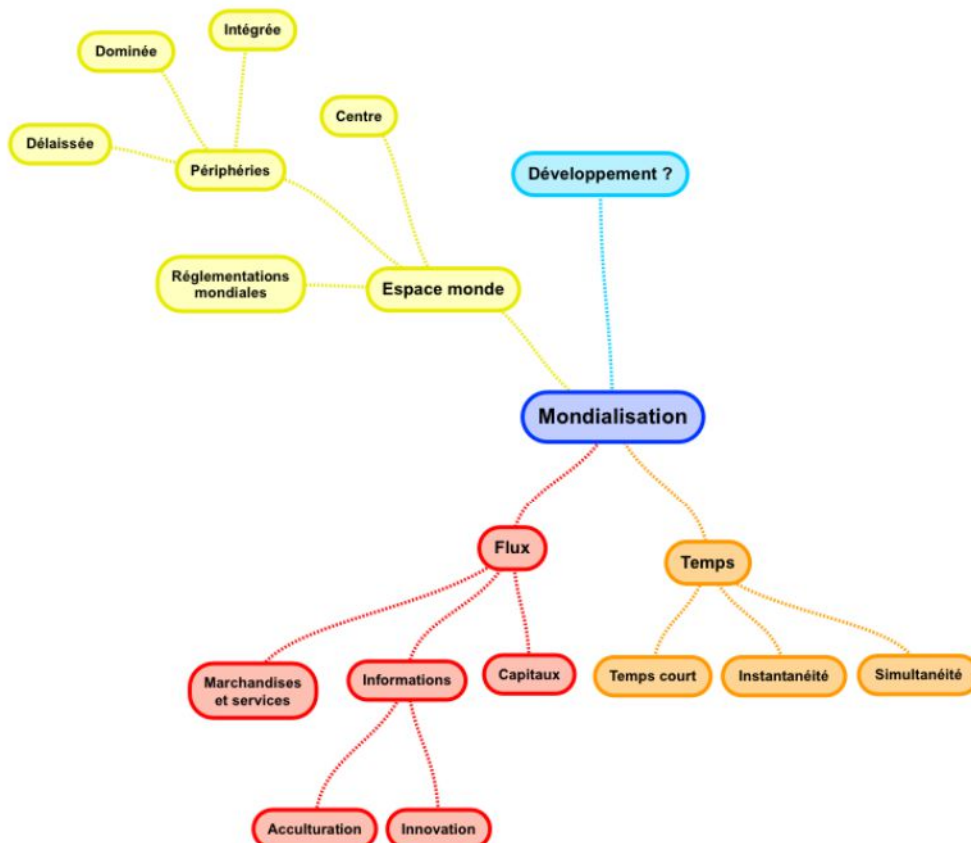 Intégrée
Dominée
Centre
Délaissée
Périphéries
Développement ?
Réglementations
mondiales
Espace monde
Mondialisation
Flux
Temps
Marchandises
et services
Informations
Capitaux
Temps court
Instantanéité
Simultanéité
Acculturation
Innovation